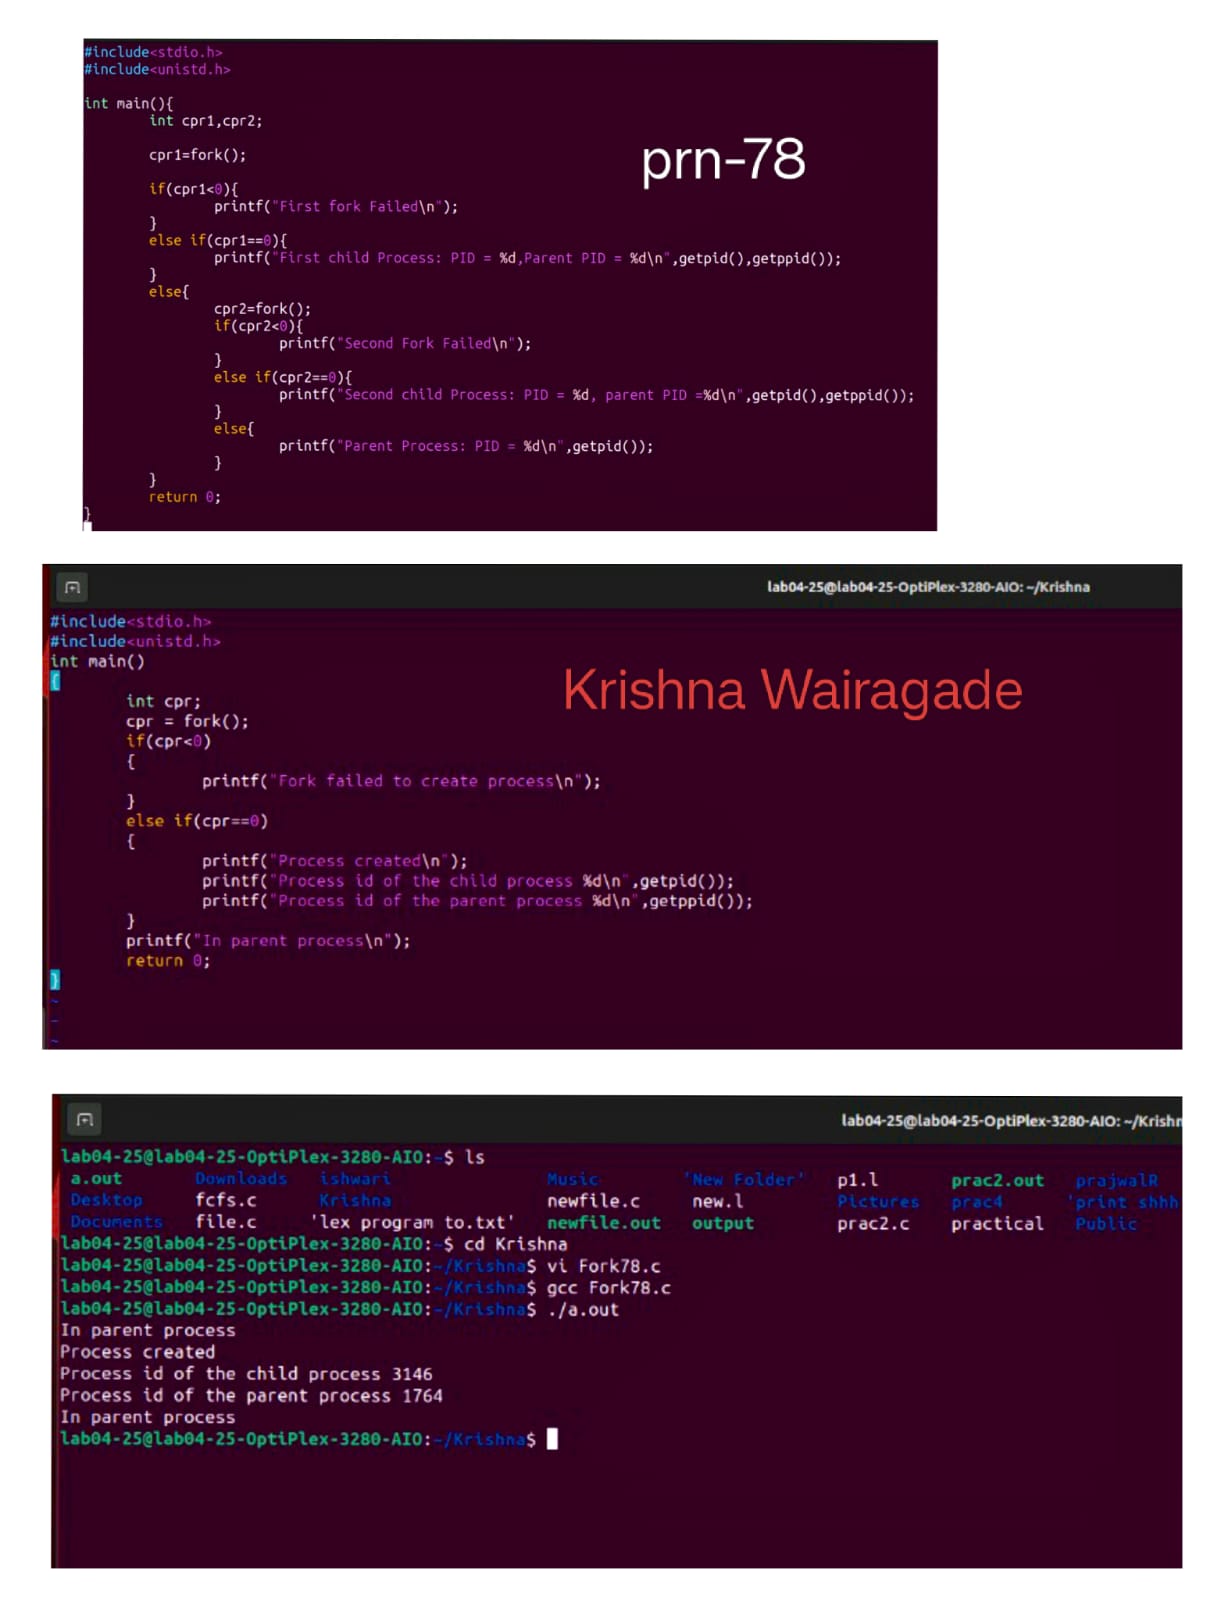 #include<stdio.h>
#include<unistd.h>
int main(){
int cpr1,cpr2;
cpr1=fork();
prn-78
if(cpr1<0){
printf("First fork Failed\n");
}
else if(cpr1==0){
printf("First child Process: PID = %d,Parent PID = %d\n",getpid(),getppid());
}
else{
cpr2=fork();
if(cpr2<0){
printf("Second Fork Failed\n");
}
else if(cpr2==0){
printf("Second child Process: PID = %d, parent PID =%d\n",getpid(),getppid());
}
else{
printf("Parent Process: PID = %d\n",getpid());
}
}
return 0;
}
lab04-25@lab04-25-OptiPlex-3280-AIO: ~/Krishna
#include<stdio.h>
#include<unistd.h>
int main()
{
Krishna Wairagade
int cpr;
cpr = fork();
if(cpr<0)
{
printf("Fork failed to create process\n");
}
else if(cpr==0)
{
printf("Process created\n");
printf("Process id of the child process %d\n",getpid());
printf("Process id of the parent process %d\n",getppid());
}
printf("In parent process\n");
return 0;
}
~
~
~
lab04-25@lab04-25-OptiPlex-3280-AIO: ~/Krishn
lab04-25@lab04-25-OptiPlex-3280-AIO:~$ ls
a.out Downloads ishwari Music 'New Folder' p1.l prac2.out prajwalR
Desktop fcfs.c Krishna newfile.c new.l Pictures prac4 'print shhh
Documents file.c 'lex program to.txt' newfile.out output prac2.c practical Public
lab04-25@lab04-25-OptiPlex-3280-AIO:~$ cd Krishna
lab04-25@lab04-25-OptiPlex-3280-AIO:~/Krishna$ vi Fork78.c
lab04-25@lab04-25-OptiPlex-3280-AIO:~/Krishna$ gcc Fork78.c
lab04-25@lab04-25-OptiPlex-3280-AIO:~/Krishna$ ./a.out
In parent process
Process created
Process id of the child process 3146
Process id of the parent process 1764
In parent process
lab04-25@lab04-25-OptiPlex-3280-AIO:~/Krishna$